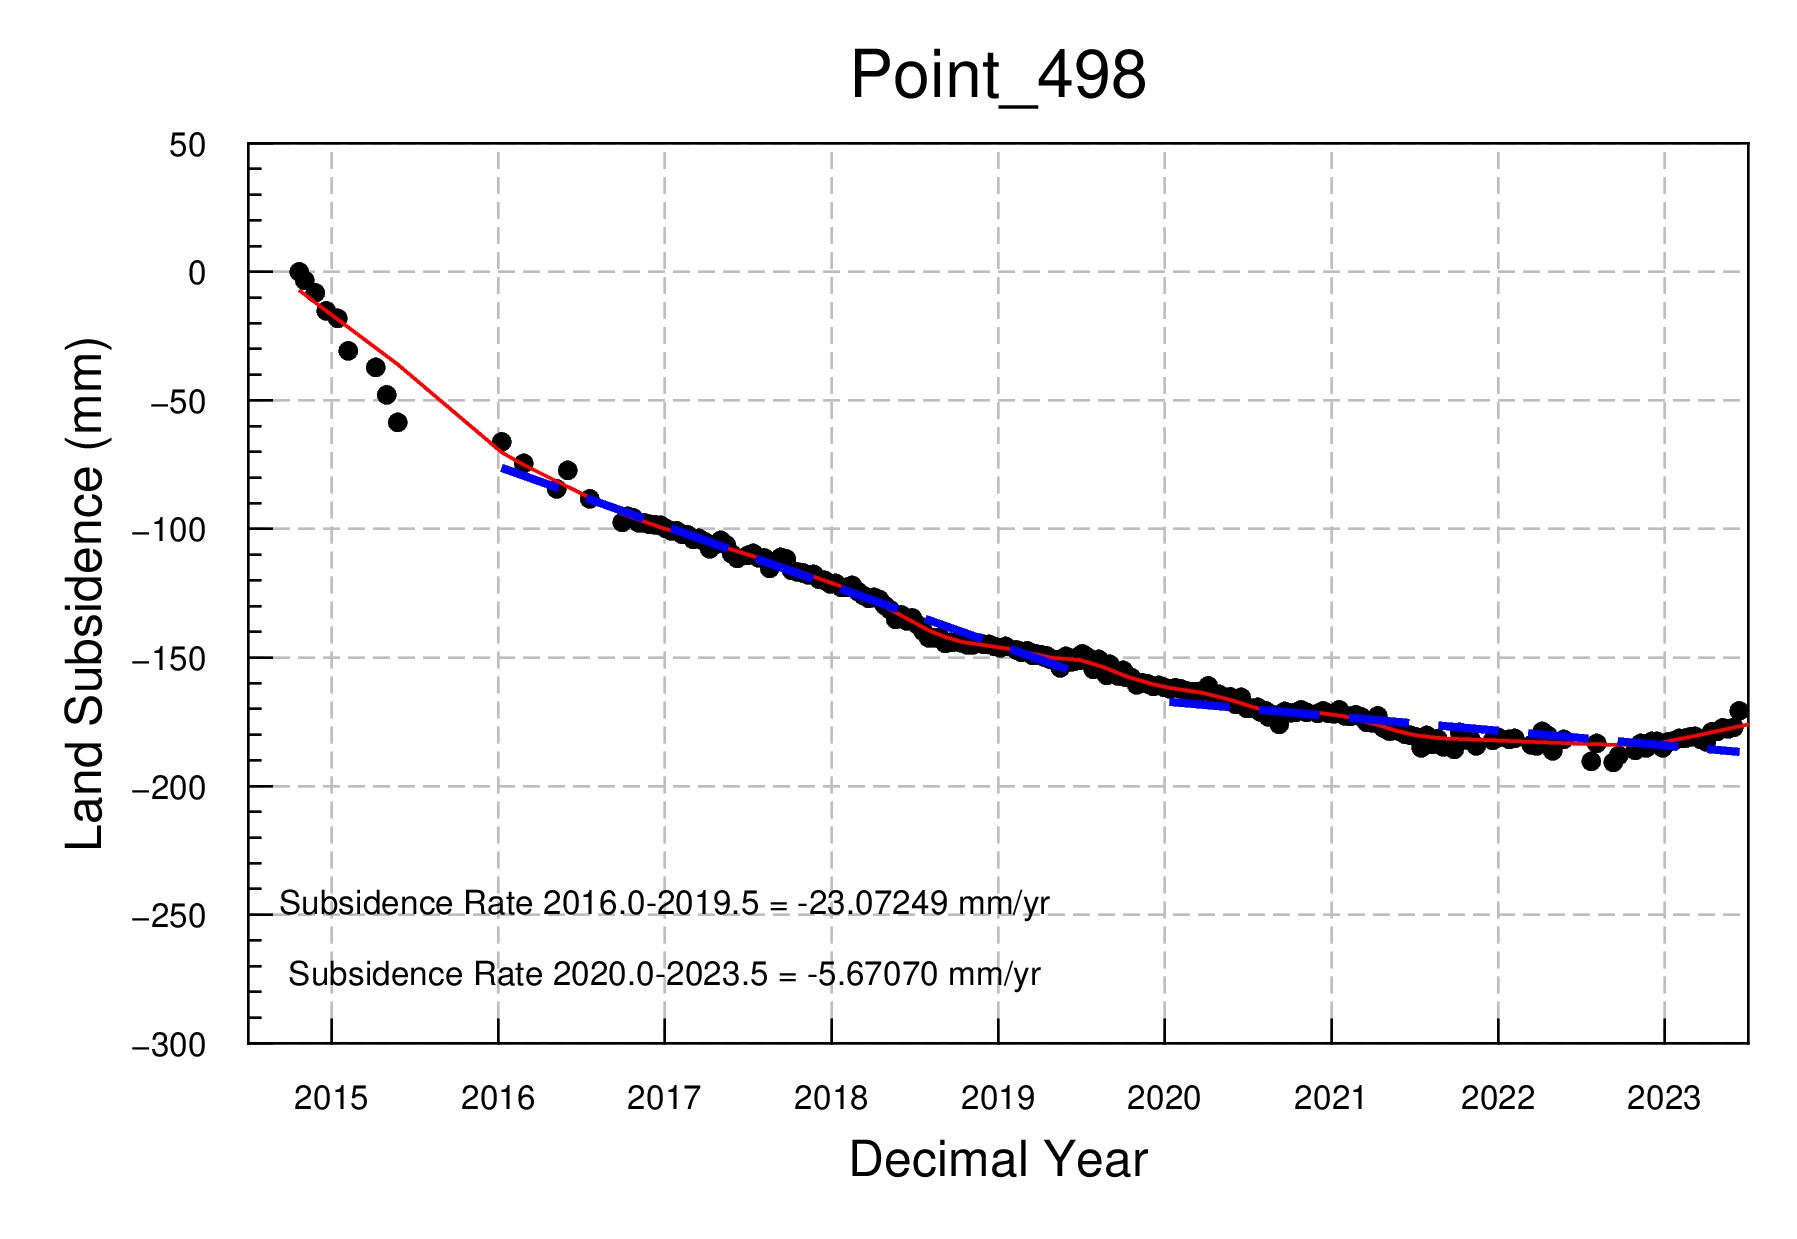 Point_498
50
0
−50
−100
−150
−200
−250
−300
Land Subsidence (mm)
Subsidence Rate 2016.0-2019.5 = -23.07249 mm/yr
Subsidence Rate 2020.0-2023.5 = -5.67070 mm/yr
2015 2016 2017 2018 2019 2020 2021 2022 2023
Decimal Year